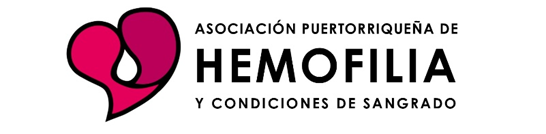 ASOCIACIÓN PUERTORRIQUEÑA DE
HEMOFILIA
Y CONDICIONES DE SANGRADO